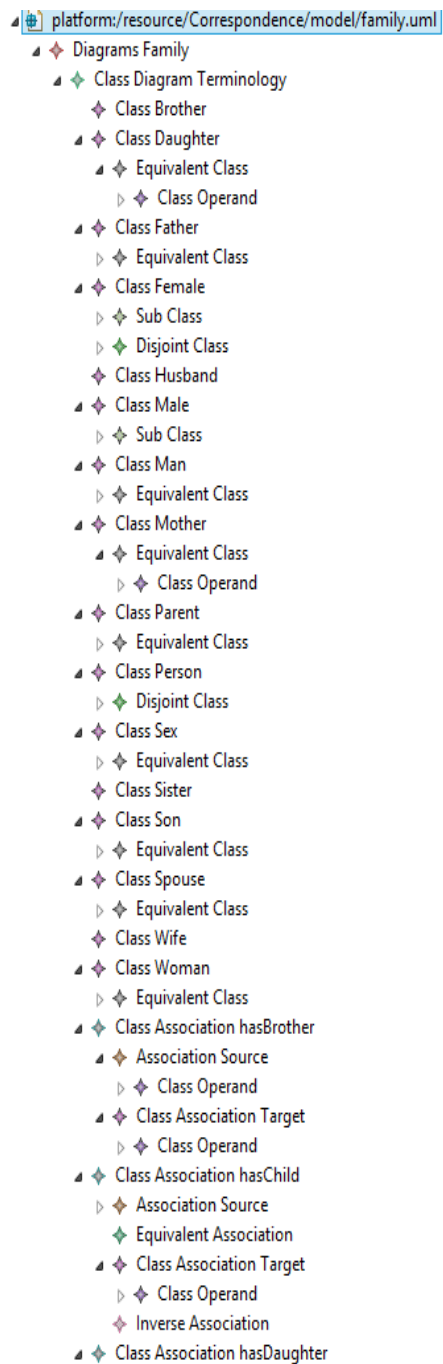 platform:/resource/Correspondence/model/family.uml
Diagrams Family
Class Diagram Terminology
Class Brother
Class Daughter
Equivalent Class
Class Operand
Class Father
Equivalent Class
Class Female
Sub Class
Disjoint Class
Class Husband
Class Male
Sub Class
Class Man
Equivalent Class
Class Mother
Equivalent Class
Class Operand
Class Parent
Equivalent Class
Class Person
Disjoint Class
Class Sex
Equivalent Class
Class Sister
Class Son
Equivalent Class
Class Spouse
Equivalent Class
Class Wife
Class Woman
Equivalent Class
Class Association hasBrother
Association Source
Class Operand
Class Association Target
Class Operand
Class Association hasChild
Association Source
Equivalent Association
Class Association Target
Class Operand
Inverse Association
Class Association hasDaughter